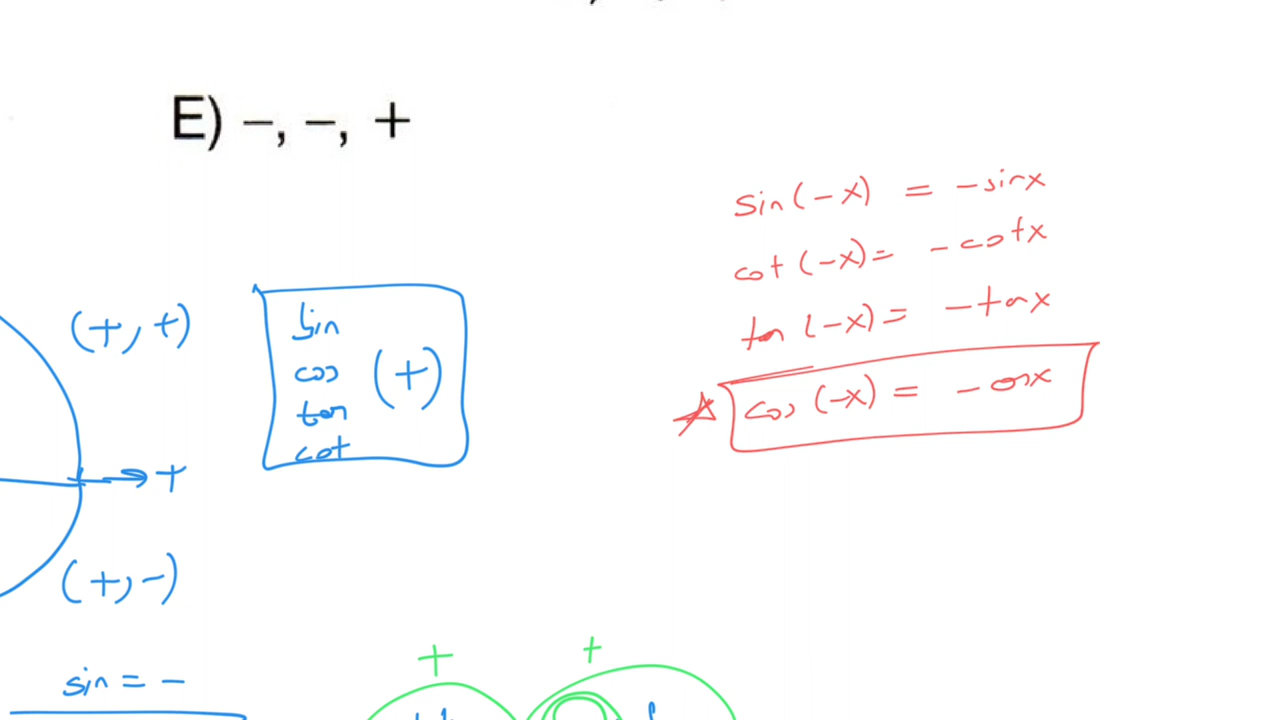 E) –, –, +
sin(-x) = -sinx
cot(-x)= -cotx
tan(-x)= -tanx
cos(-x) = -cosx
(+,+)
sin
cos (+)
tan
cot
+
(+,-)
+ +
sin = -